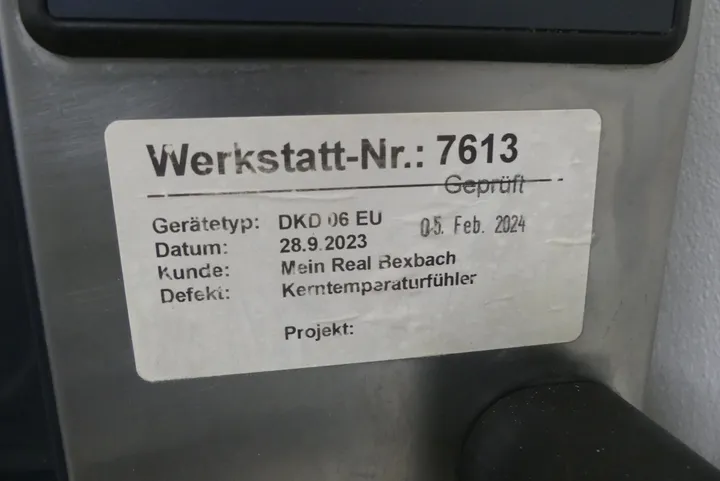 Werkstatt-Nr.: 7613
Geprüft
Gerätetyp: DKD 06 EU
05. Feb. 2024
Datum: 28.9.2023
Kunde: Mein Real Bexbach
Defekt: Kerntemparaturfühler
Projekt: